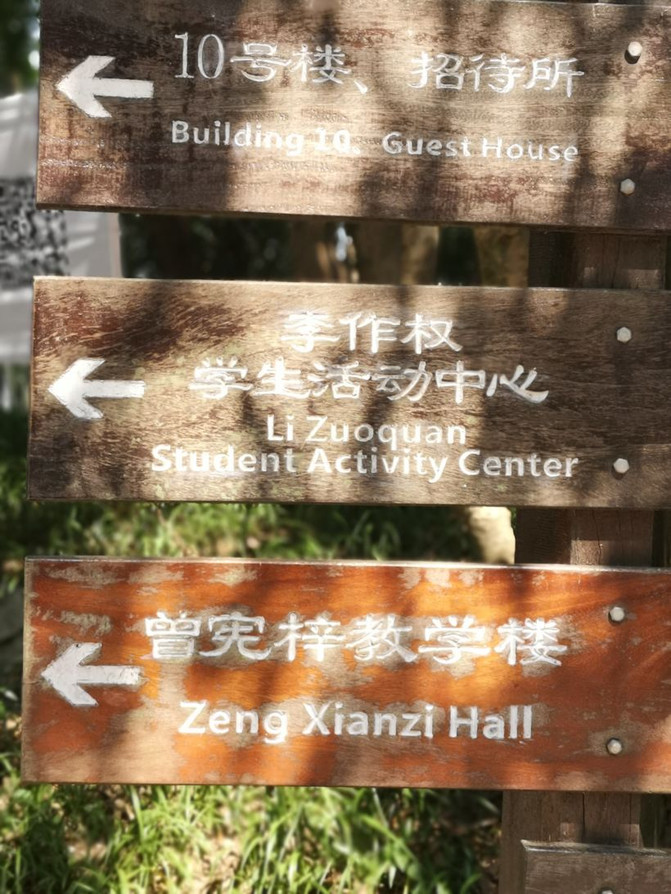 10号楼、招待所
Building 10、Guest House
李作权
学生活动中心
Li Zuoquan
Student Activity Center
曾宪梓教学楼
Zeng Xianzi Hall